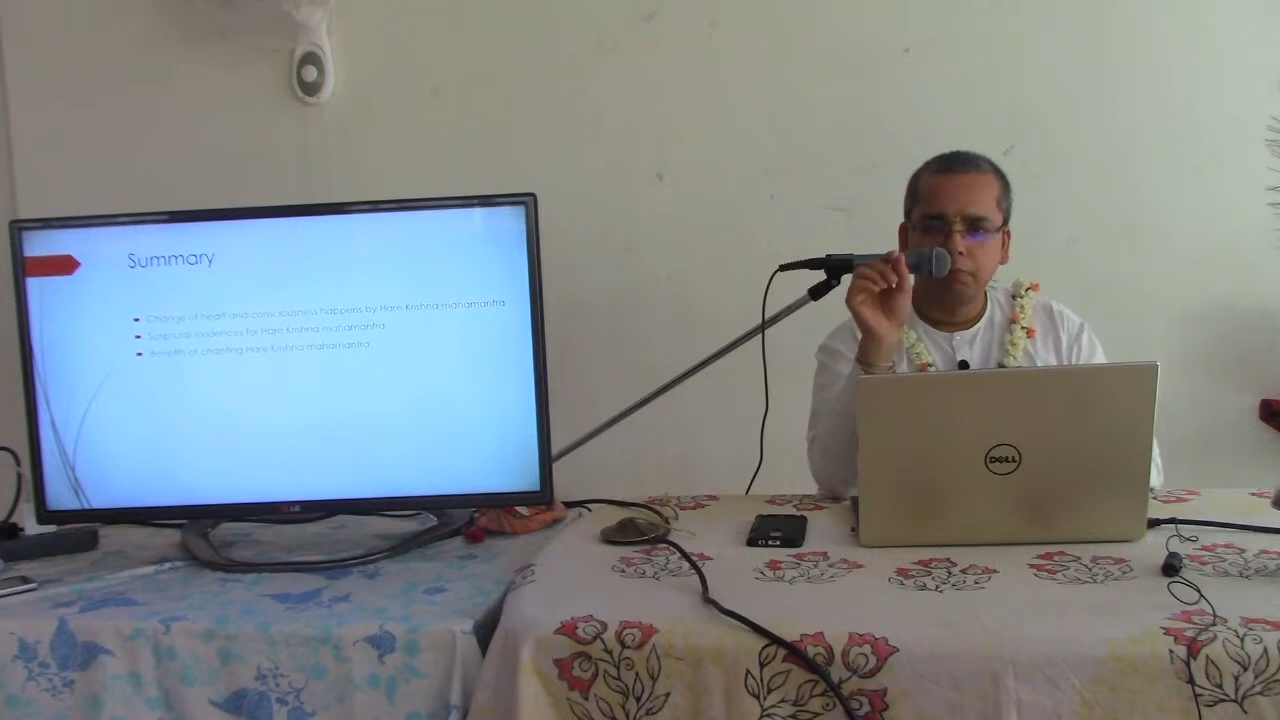 Summary
Change of heart and consciousness happens by Hare Krishna mahamantra
Scriptural evidences for Hare Krishna mahamantra
Benefits of chanting Hare Krishna mahamantra
LG
DELL